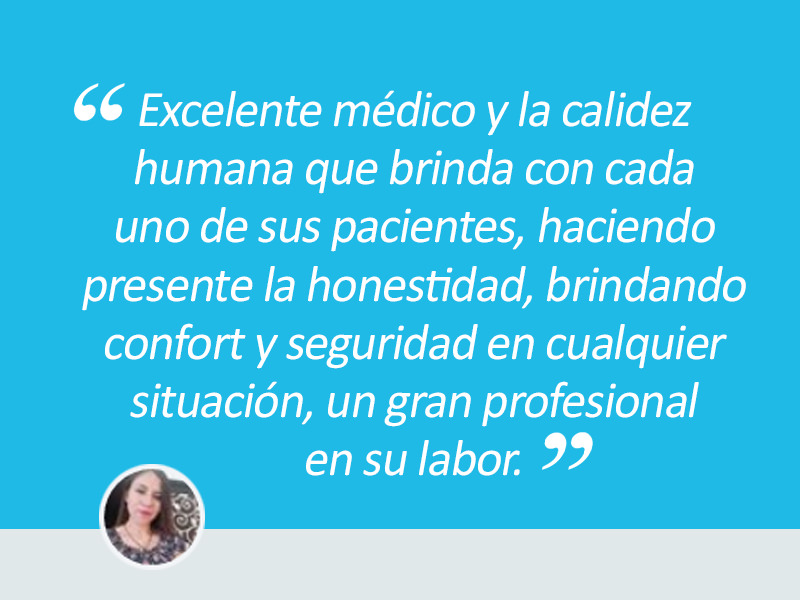 “ Excelente médico y la calidez
humana que brinda con cada
uno de sus pacientes, haciendo
presente la honestidad, brindando
confort y seguridad en cualquier
situación, un gran profesional
en su labor. ”